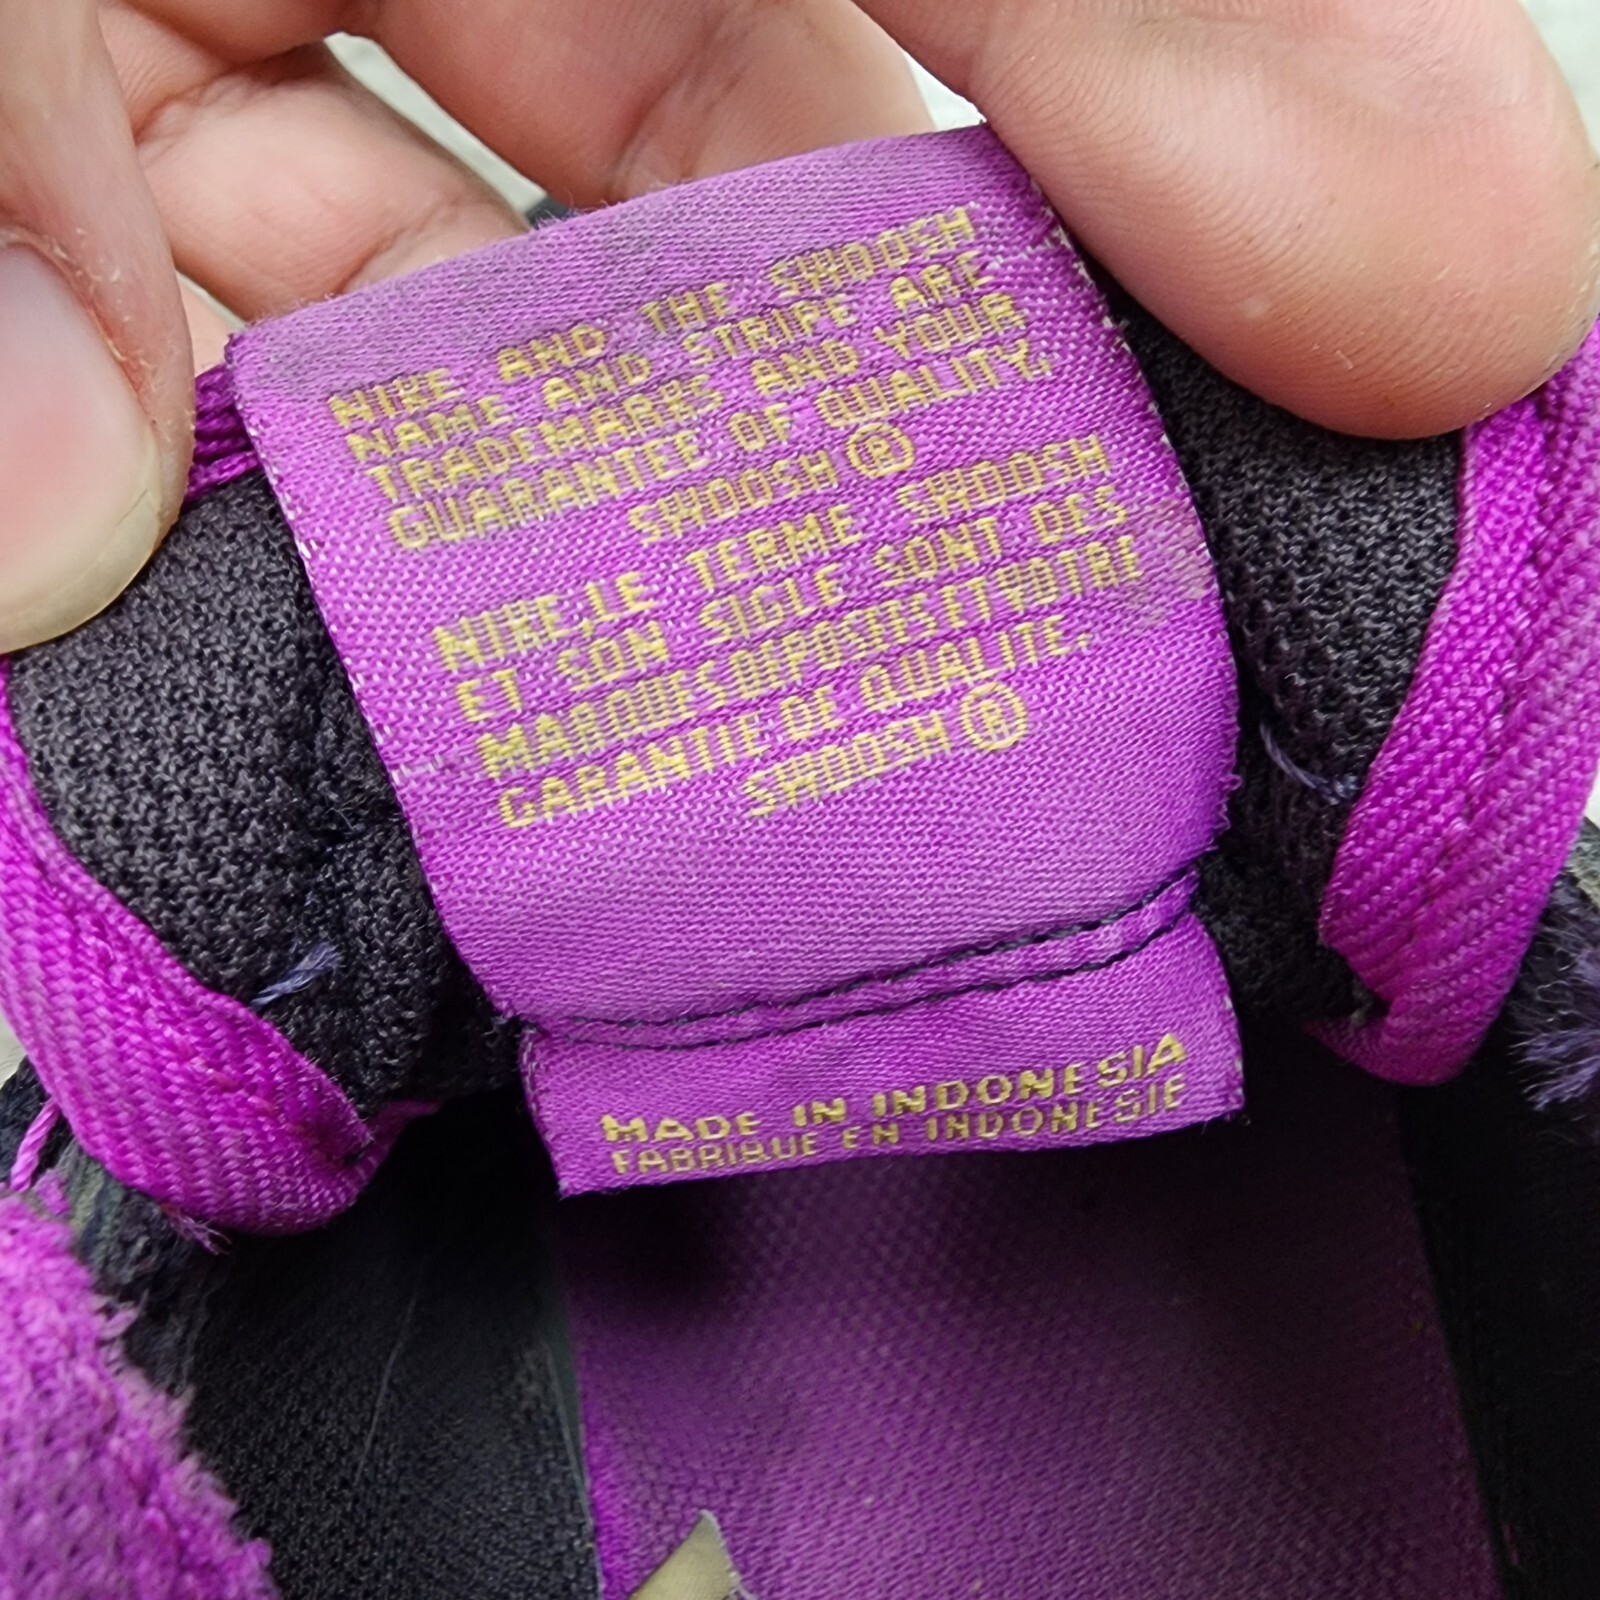 NIKE AND THE SWOOSH
NAME AND STRIPE ARE
TRADEMARKS AND YOUR
GUARANTEE OF QUALITY.
SWOOSH ®
NIKE, LE TERME SWOOSH
ET SON SIGLE SONT DES
MARQUES DEPOSEES ET VOTRE
GARANTIE DE QUALITE.
SWOOSH ®
MADE IN INDONESIA
FABRIQUE EN INDONESIE